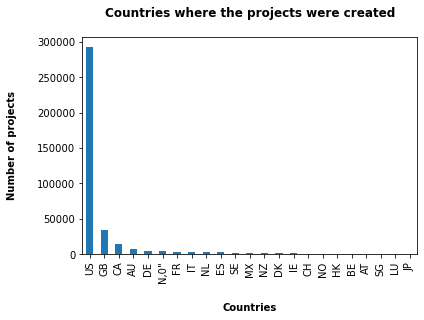 Countries where the projects were created
Number of projects
300000
250000
200000
150000
100000
50000
0
US
GB
CA
AU
DE
N,0"
FR
IT
NL
ES
SE
MX
NZ
DK
IE
CH
NO
HK
BE
AT
SG
LU
JP
Countries